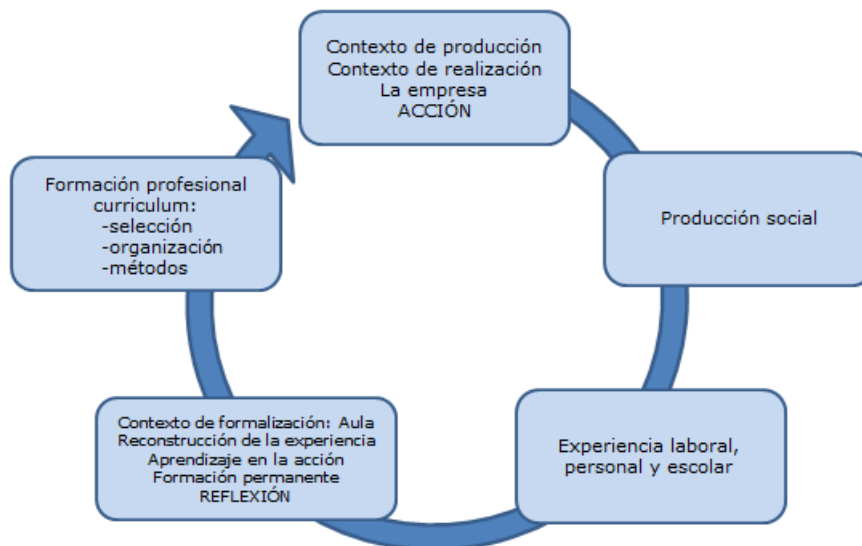 Contexto de producción
Contexto de realización
La empresa
ACCIÓN
Producción social
Experiencia laboral,
personal y escolar
Contexto de formalización: Aula
Reconstrucción de la experiencia
Aprendizaje en la acción
Formación permanente
REFLEXIÓN
Formación profesional
curriculum:
-selección
-organización
-métodos